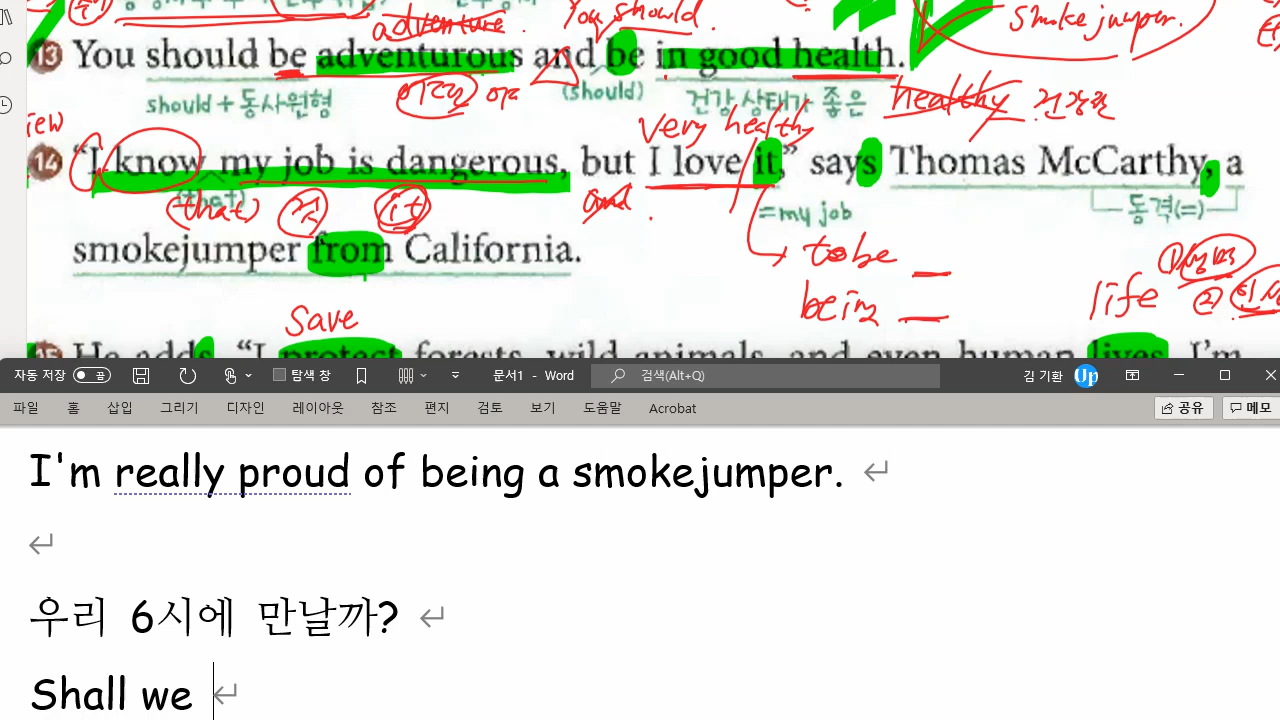 adventure. You should. smokejumper.
13 You should be adventurous and be in good health.
should + 동사원형 (should) 건강 상태가 좋은 healthy 건강한
very healthy
14 "I know my job is dangerous, but I love it," says Thomas McCarthy, a
(that) 것 it and. =my job 동격(=)
smokejumper from California.
to be
being
life
save
15 He adds, "I protect forests, wild animals, and even human lives. I'm
자동 저장 탐색 창 문서1 - Word 검색(Alt+Q) 김 기환
파일 홈 삽입 그리기 디자인 레이아웃 참조 편지 검토 보기 도움말 Acrobat 공유 메모
I'm really proud of being a smokejumper.
우리 6시에 만날까?
Shall we